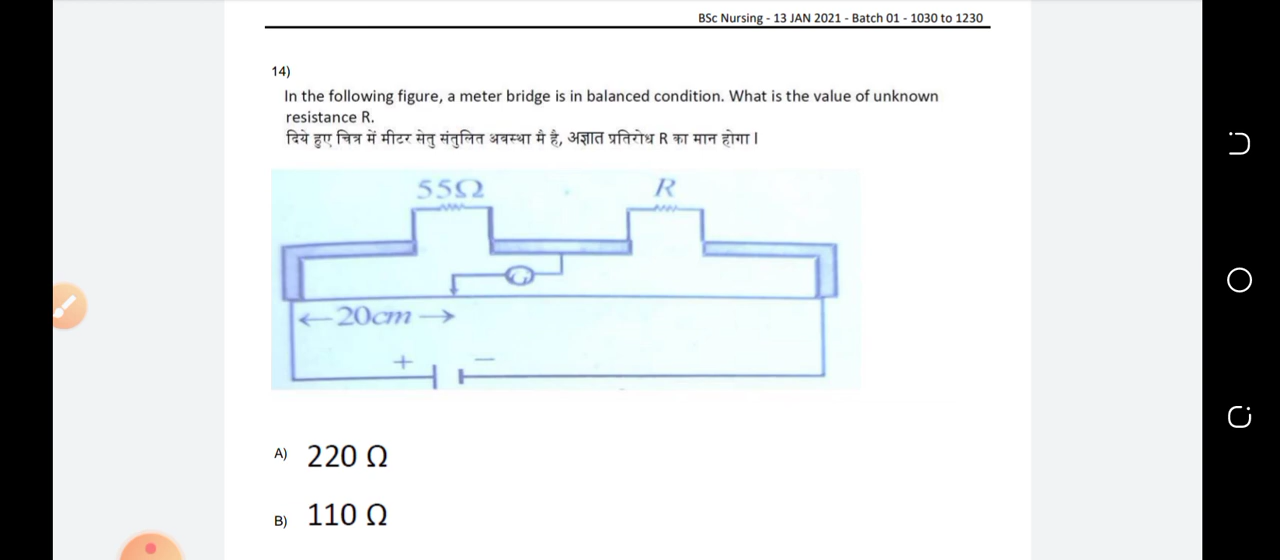 BSc Nursing - 13 JAN 2021 - Batch 01 - 1030 to 1230
14)
In the following figure, a meter bridge is in balanced condition. What is the value of unknown
resistance R.
दिये हुए चित्र में मीटर सेतु संतुलित अवस्था मै है, अज्ञात प्रतिरोध R का मान होगा।
55Ω R
G
←20cm→
+ −
A) 220 Ω
B) 110 Ω